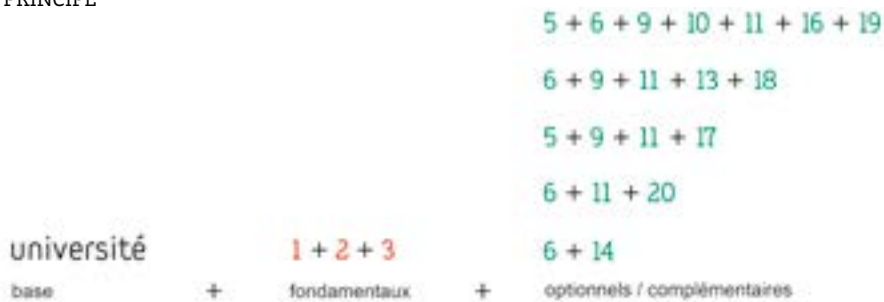 PRINCIPE
5 + 6 + 9 + 10 + 11 + 16 + 19
6 + 9 + 11 + 13 + 18
5 + 9 + 11 + 17
6 + 11 + 20
université 1 + 2 + 3 6 + 14
base + fondamentaux + optionnels / complémentaires